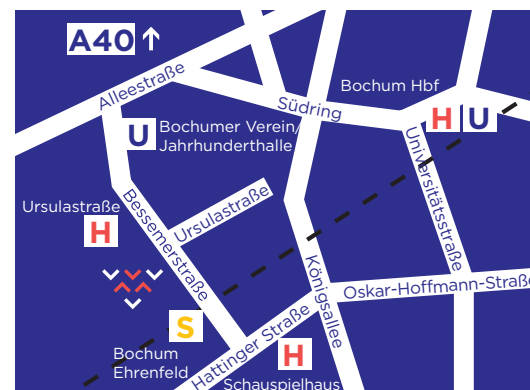 A40
Alleestraße
Südring
Bochum Hbf
H U
U Bochumer Verein/
Jahrhunderthalle
Universitätsstraße
Ursulastraße
H
Bessemerstraße
Ursulastraße
Königsallee
Oskar-Hoffmann-Straße
S
Bochum
Ehrenfeld
Hattinger Straße
H
Schauspielhaus